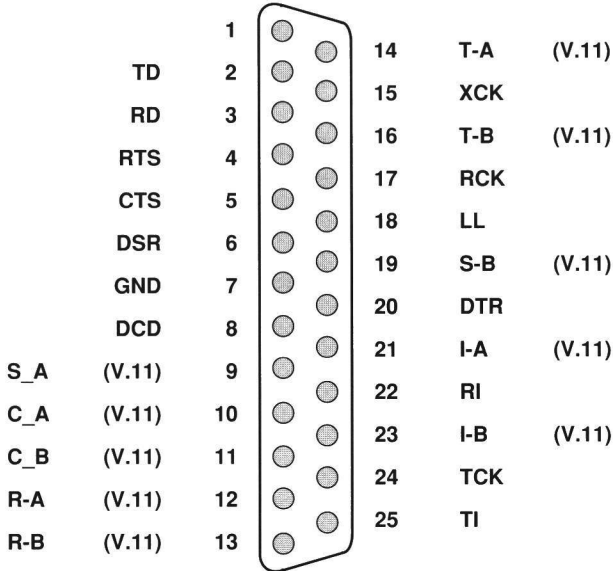 1
TD 2
RD 3
RTS 4
CTS 5
DSR 6
GND 7
DCD 8
S_A (V.11) 9
C_A (V.11) 10
C_B (V.11) 11
R-A (V.11) 12
R-B (V.11) 13
14 T-A (V.11)
15 XCK
16 T-B (V.11)
17 RCK
18 LL
19 S-B (V.11)
20 DTR
21 I-A (V.11)
22 RI
23 I-B (V.11)
24 TCK
25 TI